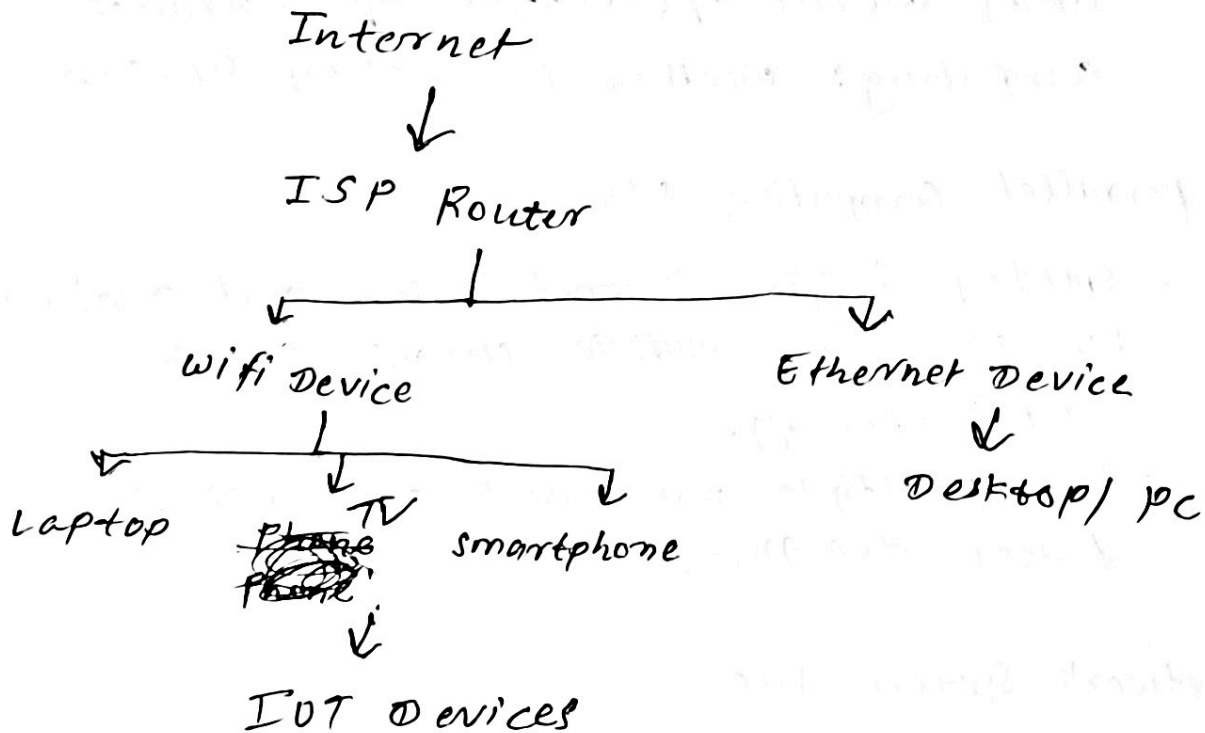 Internet
ISP Router
Wifi Device
Ethernet Device
Laptop
TV
smartphone
Desktop/ PC
IOT Devices